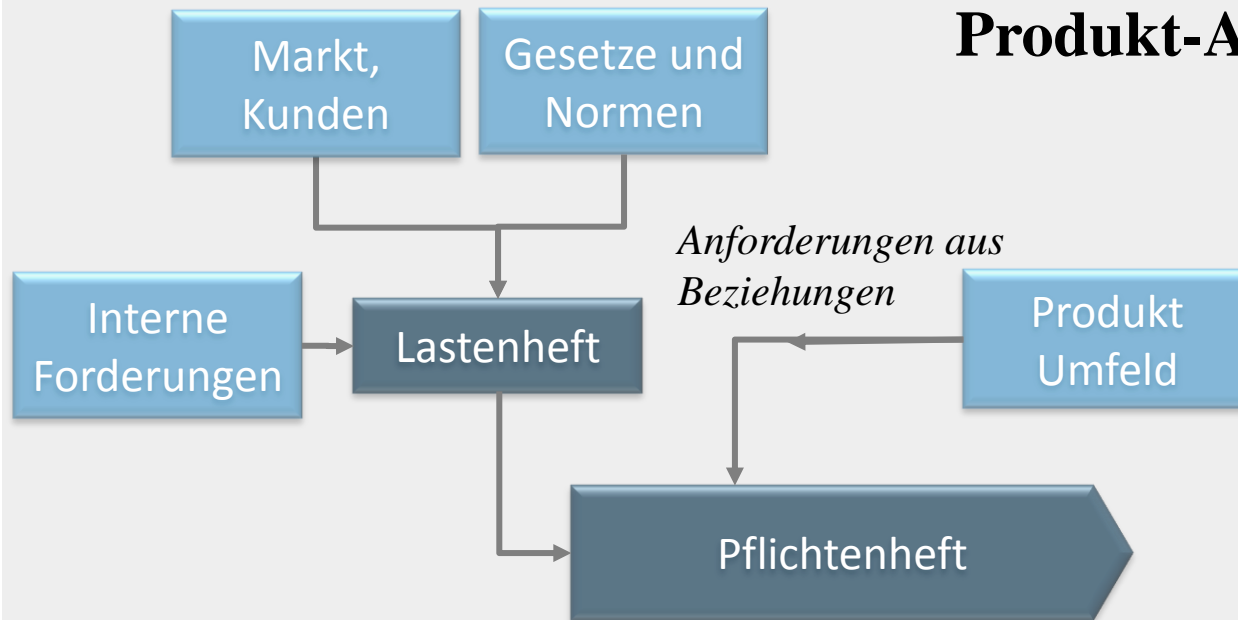 Produkt-A
Markt,
Kunden
Gesetze und
Normen
Anforderungen aus
Beziehungen
Interne
Forderungen
Lastenheft
Produkt
Umfeld
Pflichtenheft